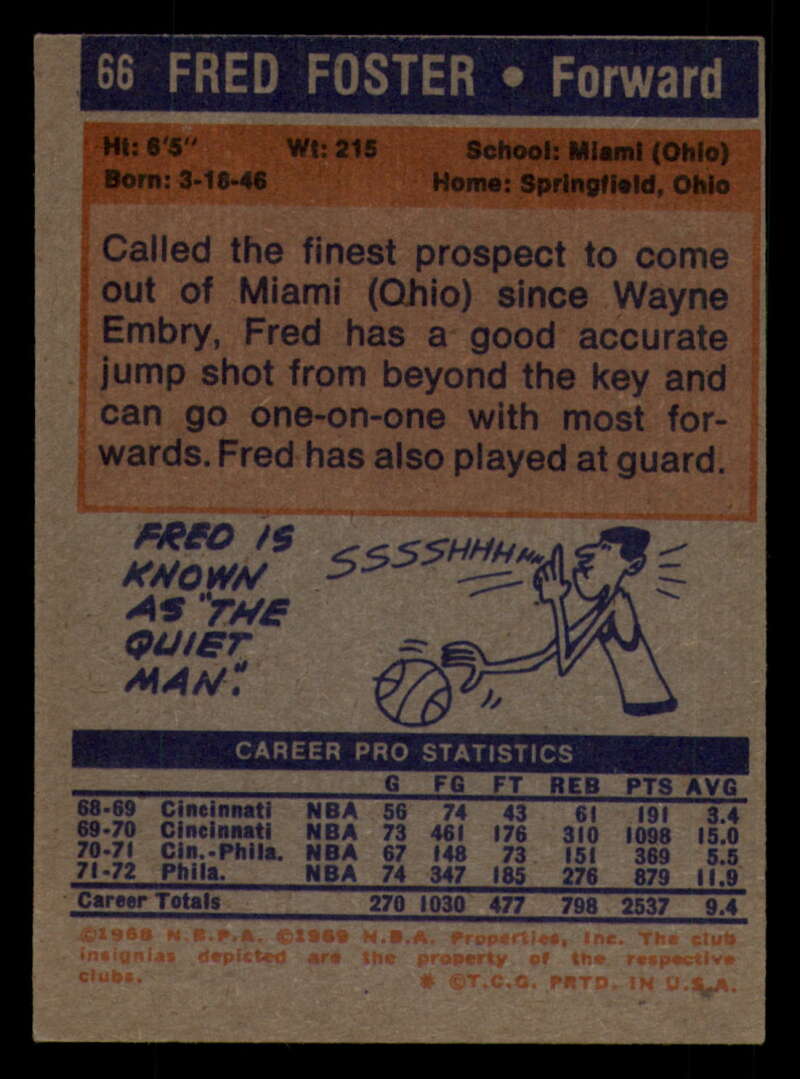 66 FRED FOSTER • Forward
Ht: 6'5" Wt: 215 School: Miami (Ohio)
Born: 3-18-46 Home: Springfield, Ohio
Called the finest prospect to come
out of Miami (Ohio) since Wayne
Embry, Fred has a good accurate
jump shot from beyond the key and
can go one-on-one with most for-
wards. Fred has also played at guard.
FRED IS
KNOWN
AS "THE
QUIET
MAN."
SSSSHHHHHH
CAREER PRO STATISTICS
G FG FT REB PTS AVG
68-69 Cincinnati NBA 56 74 43 61 191 3.4
69-70 Cincinnati NBA 73 461 176 310 1098 15.0
70-71 Cin.-Phila. NBA 67 148 73 151 369 5.5
71-72 Phila. NBA 74 347 185 276 879 11.9
Career Totals 270 1030 477 798 2537 9.4
©1968 N.B.P.A. ©1969 N.B.A. Properties, Inc. The club
insignias depicted are the property of the respective
clubs. * ©T.C.G. PRTD. IN U.S.A.